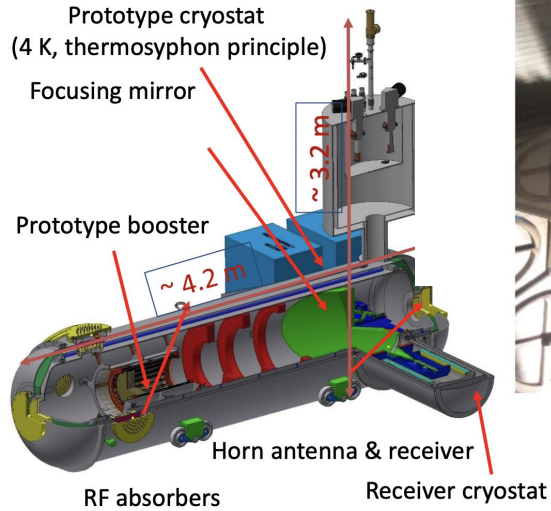 Prototype cryostat
(4 K, thermosyphon principle)
Focusing mirror
~ 3.2 m
Prototype booster
~ 4.2 m
Horn antenna & receiver
RF absorbers
Receiver cryostat